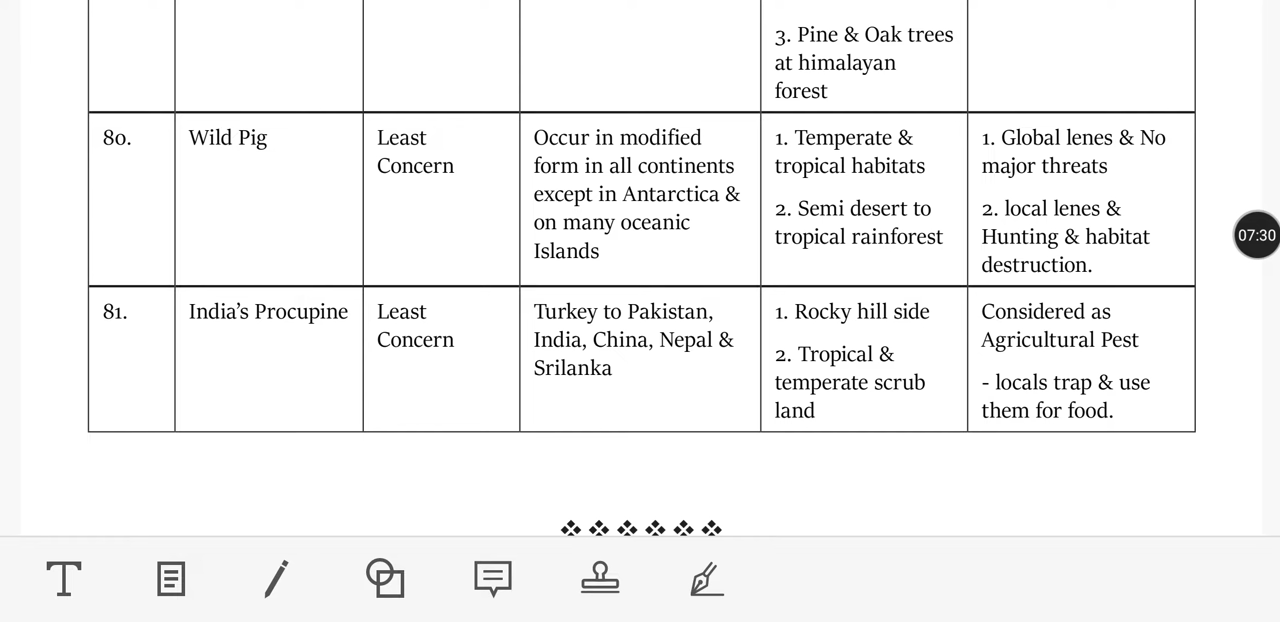 3. Pine & Oak trees
at himalayan
forest
80.
Wild Pig
Least
Concern
Occur in modified
form in all continents
except in Antarctica &
on many oceanic
Islands
1. Temperate &
tropical habitats
2. Semi desert to
tropical rainforest
1. Global lenes & No
major threats
2. local lenes &
Hunting & habitat
destruction.
81.
India's Procupine
Least
Concern
Turkey to Pakistan,
India, China, Nepal &
Srilanka
1. Rocky hill side
2. Tropical &
temperate scrub
land
Considered as
Agricultural Pest
- locals trap & use
them for food.
07:30
T